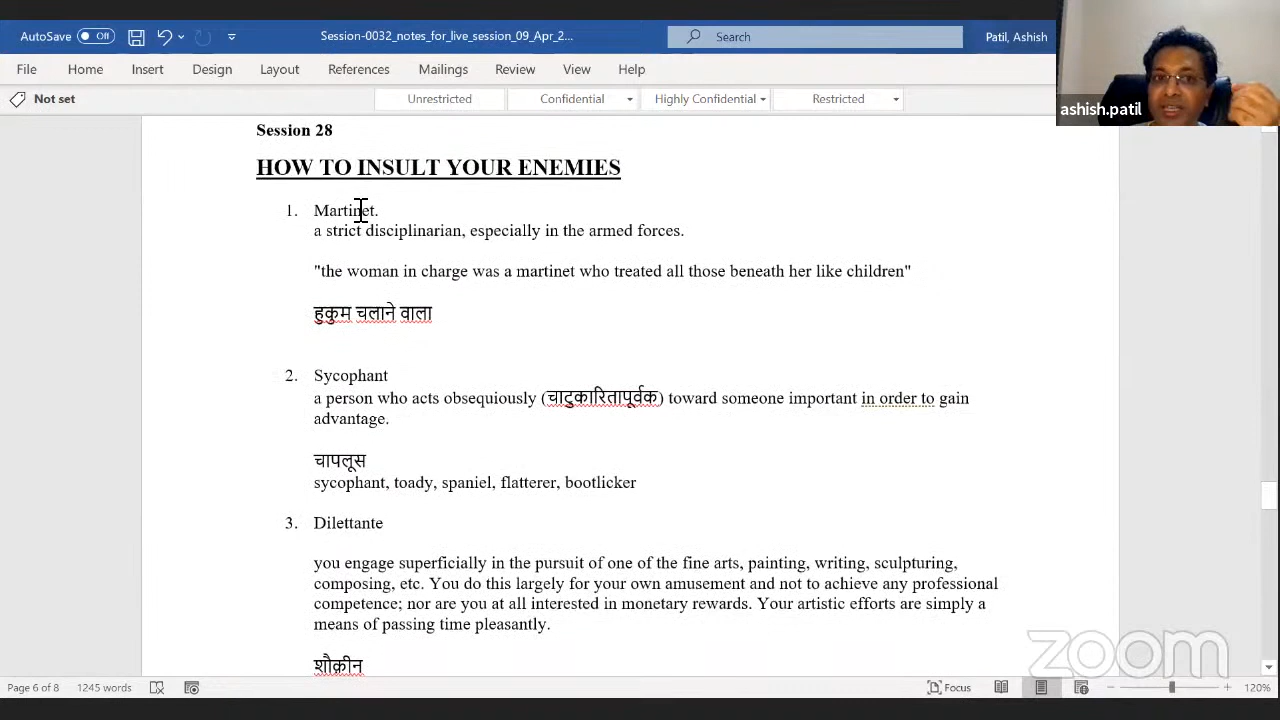 AutoSave Off Session-0032_notes_for_live_session_09_Apr_2... Search Patil, Ashish
File Home Insert Design Layout References Mailings Review View Help
Not set Unrestricted Confidential Highly Confidential Restricted
ashish.patil
Session 28
HOW TO INSULT YOUR ENEMIES
1. Martinet.
a strict disciplinarian, especially in the armed forces.
"the woman in charge was a martinet who treated all those beneath her like children"
हुकुम चलाने वाला
2. Sycophant
a person who acts obsequiously (चाटुकारितापूर्वक) toward someone important in order to gain
advantage.
चापलूस
sycophant, toady, spaniel, flatterer, bootlicker
3. Dilettante
you engage superficially in the pursuit of one of the fine arts, painting, writing, sculpturing,
composing, etc. You do this largely for your own amusement and not to achieve any professional
competence; nor are you at all interested in monetary rewards. Your artistic efforts are simply a
means of passing time pleasantly.
शौक़ीन
zoom
Page 6 of 8 1245 words Focus 120%